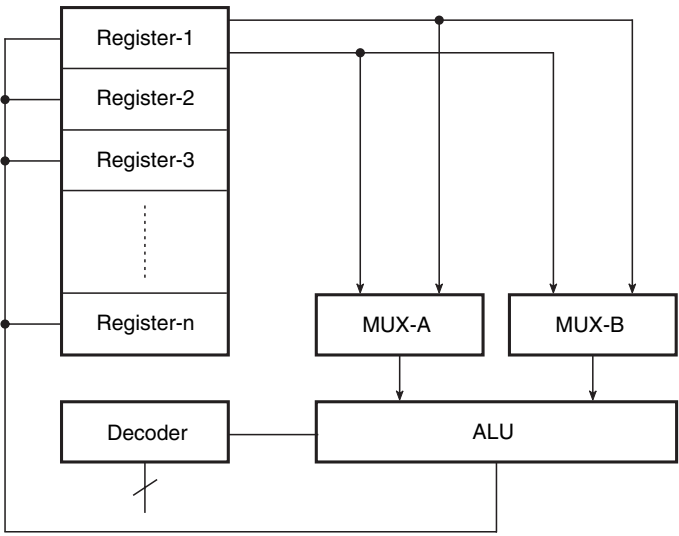 Register-1
Register-2
Register-3
Register-n
MUX-A
MUX-B
Decoder
ALU